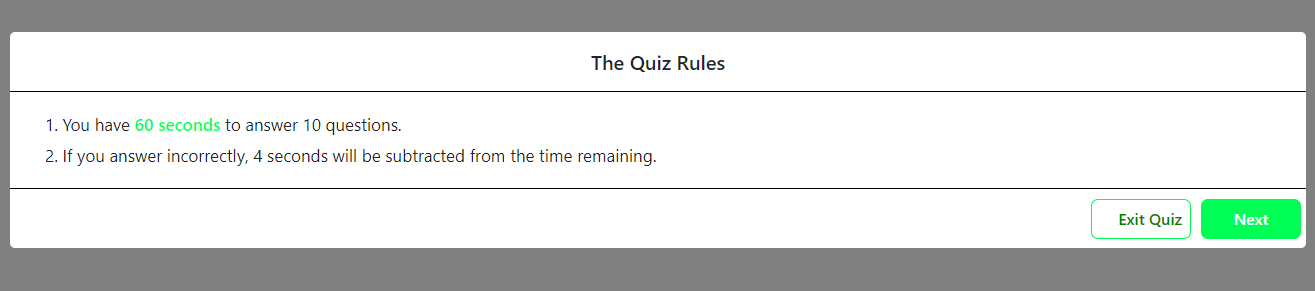 The Quiz Rules
1. You have 60 seconds to answer 10 questions.
2. If you answer incorrectly, 4 seconds will be subtracted from the time remaining.
Exit Quiz
Next